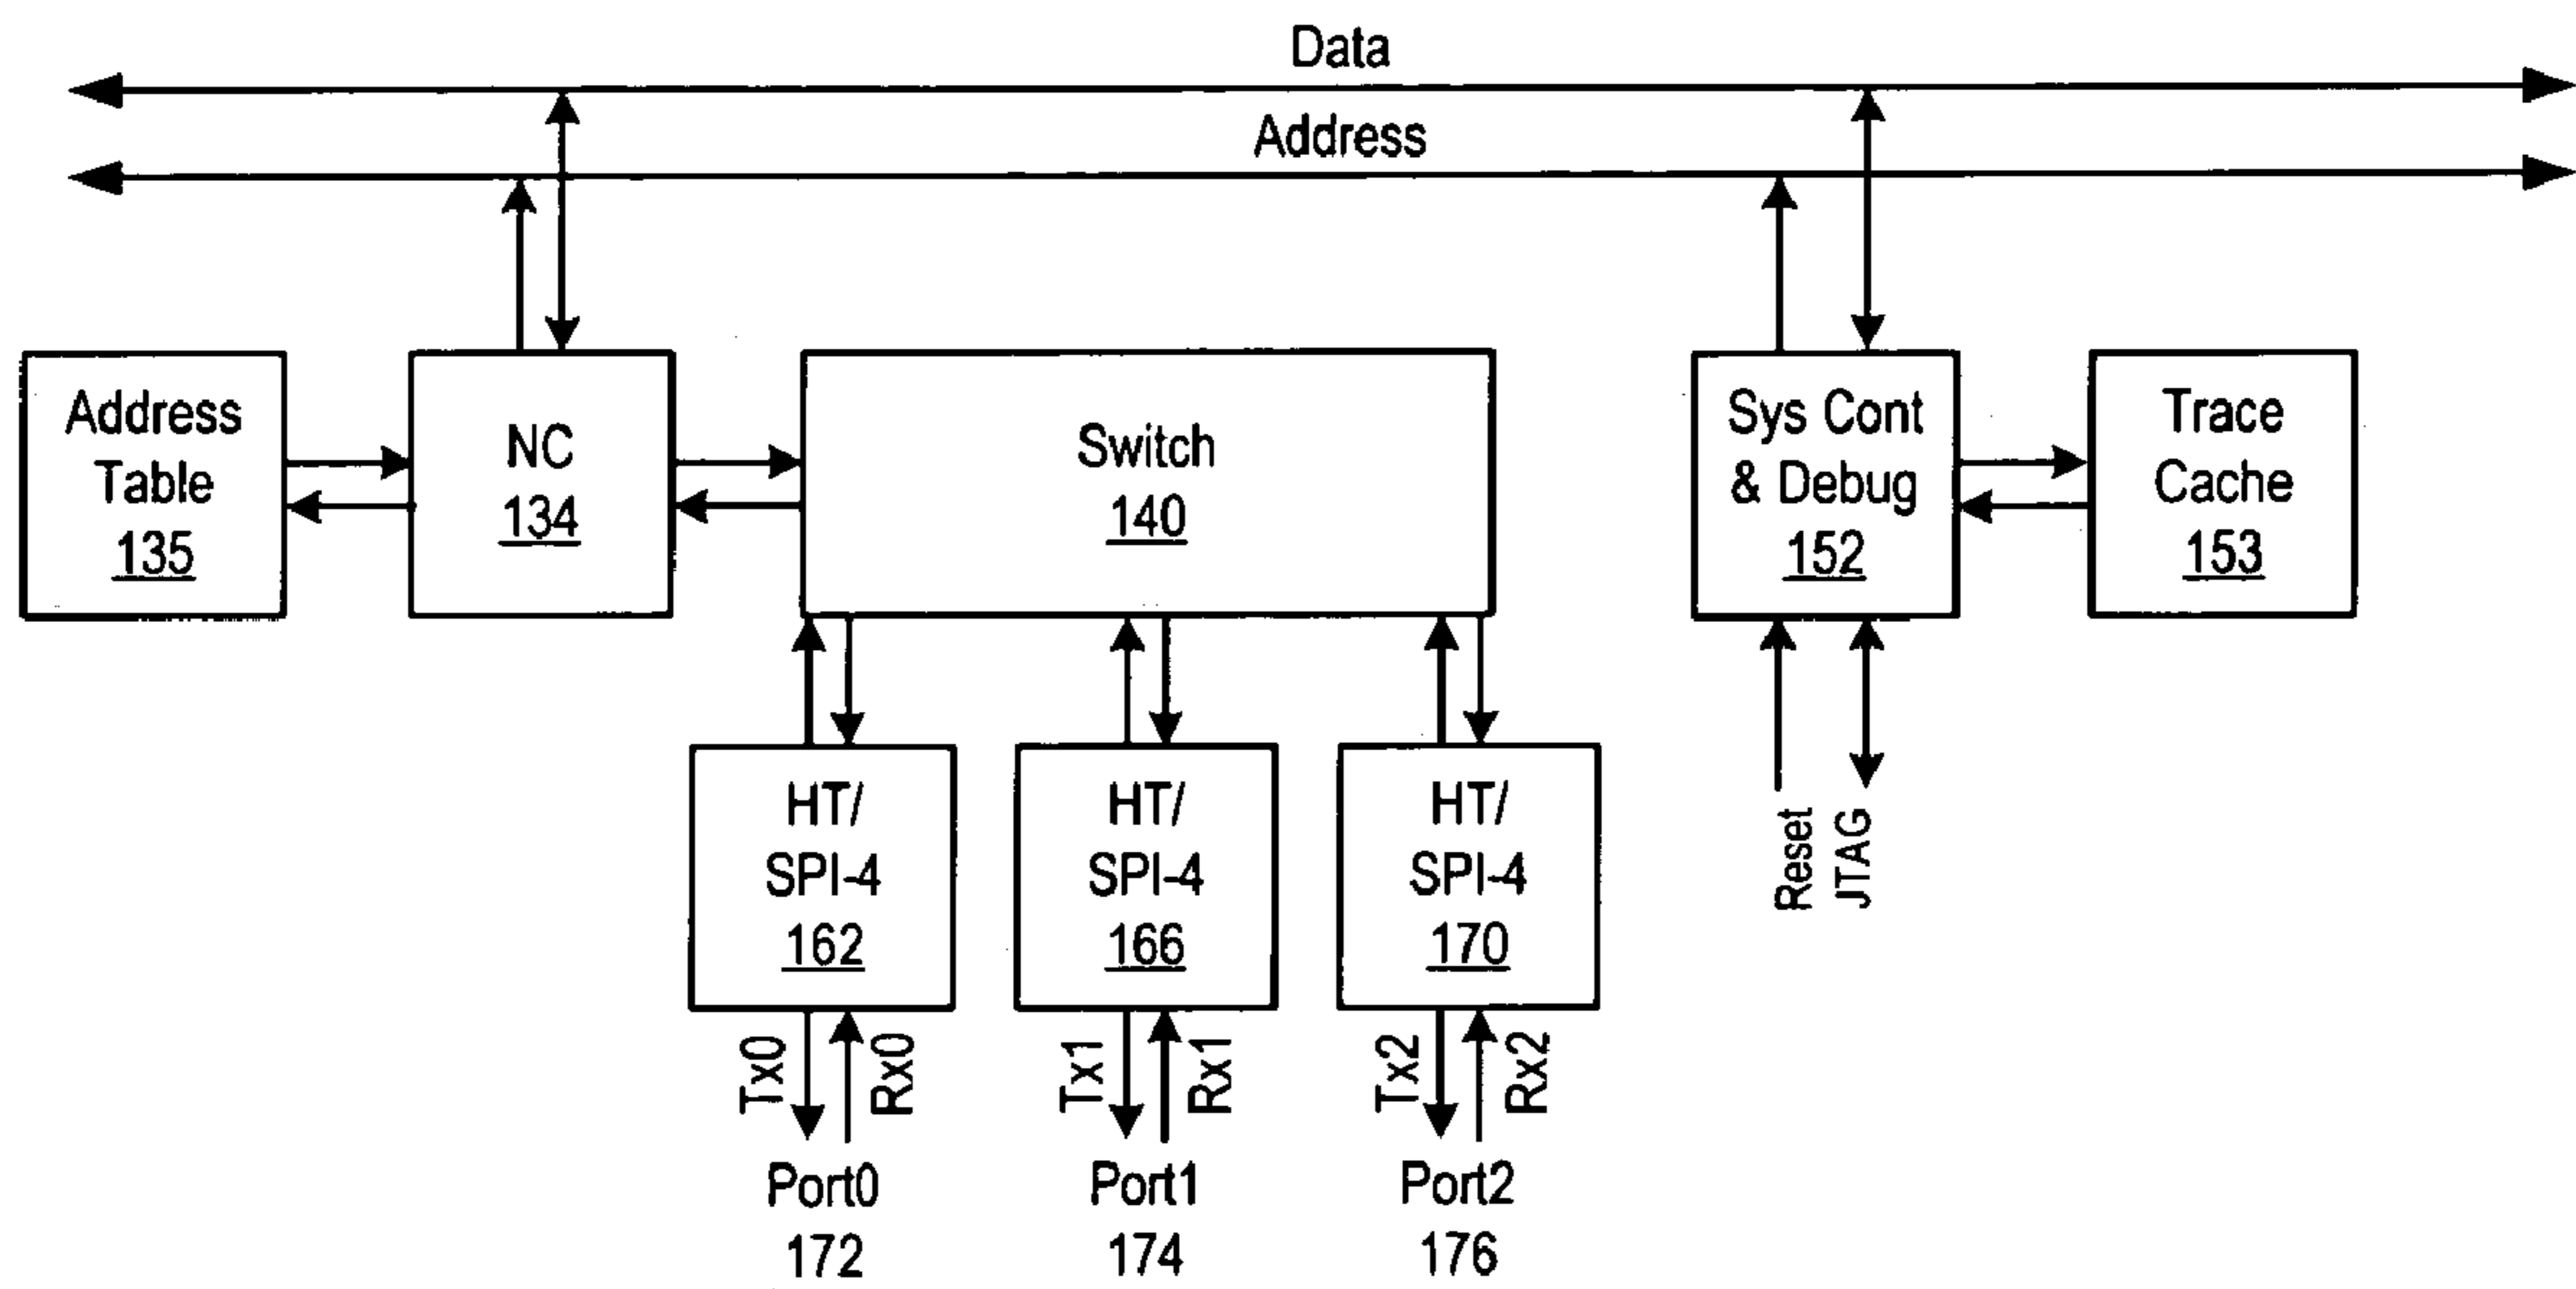 Data
Address
Address
Table
135
NC
134
Switch
140
Sys Cont
& Debug
152
Trace
Cache
153
HT/
SPI-4
162
HT/
SPI-4
166
HT/
SPI-4
170
Reset
JTAG
Tx0
Rx0
Tx1
Rx1
Tx2
Rx2
Port0
172
Port1
174
Port2
176